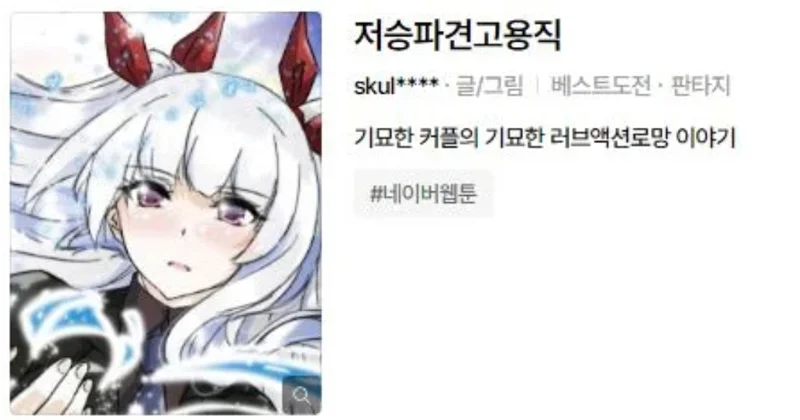 저승파견고용직
skul**** · 글/그림 | 베스트도전 · 판타지
기묘한 커플의 기묘한 러브액션로망 이야기
#네이버웹툰